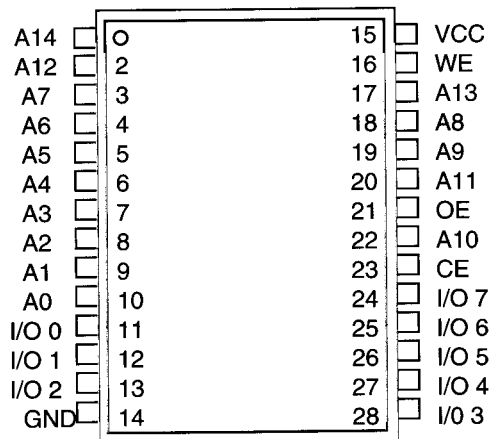 A14 15 VCC
A12 2 16 WE
A7 3 17 A13
A6 4 18 A8
A5 5 19 A9
A4 6 20 A11
A3 7 21 OE
A2 8 22 A10
A1 9 23 CE
A0 10 24 I/O 7
I/O 0 11 25 I/O 6
I/O 1 12 26 I/O 5
I/O 2 13 27 I/O 4
GND 14 28 I/0 3